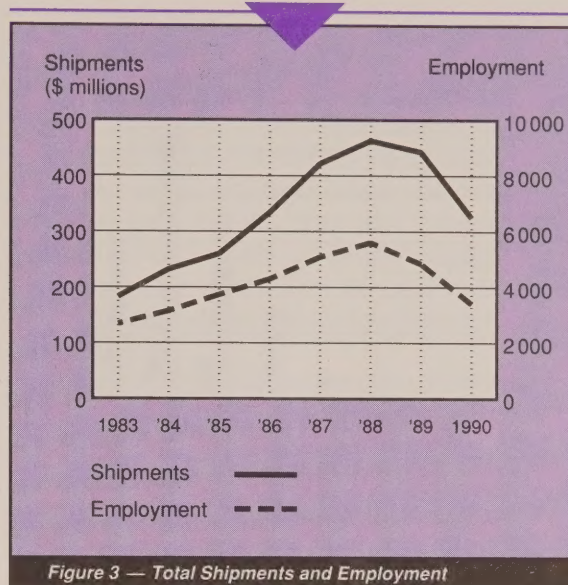 Shipments
($ millions)
Employment
500
400
300
200
100
0
10 000
8 000
6 000
4 000
2 000
0
1983 '84 '85 '86 '87 '88 '89 1990
Shipments
Employment
Figure 3 — Total Shipments and Employment